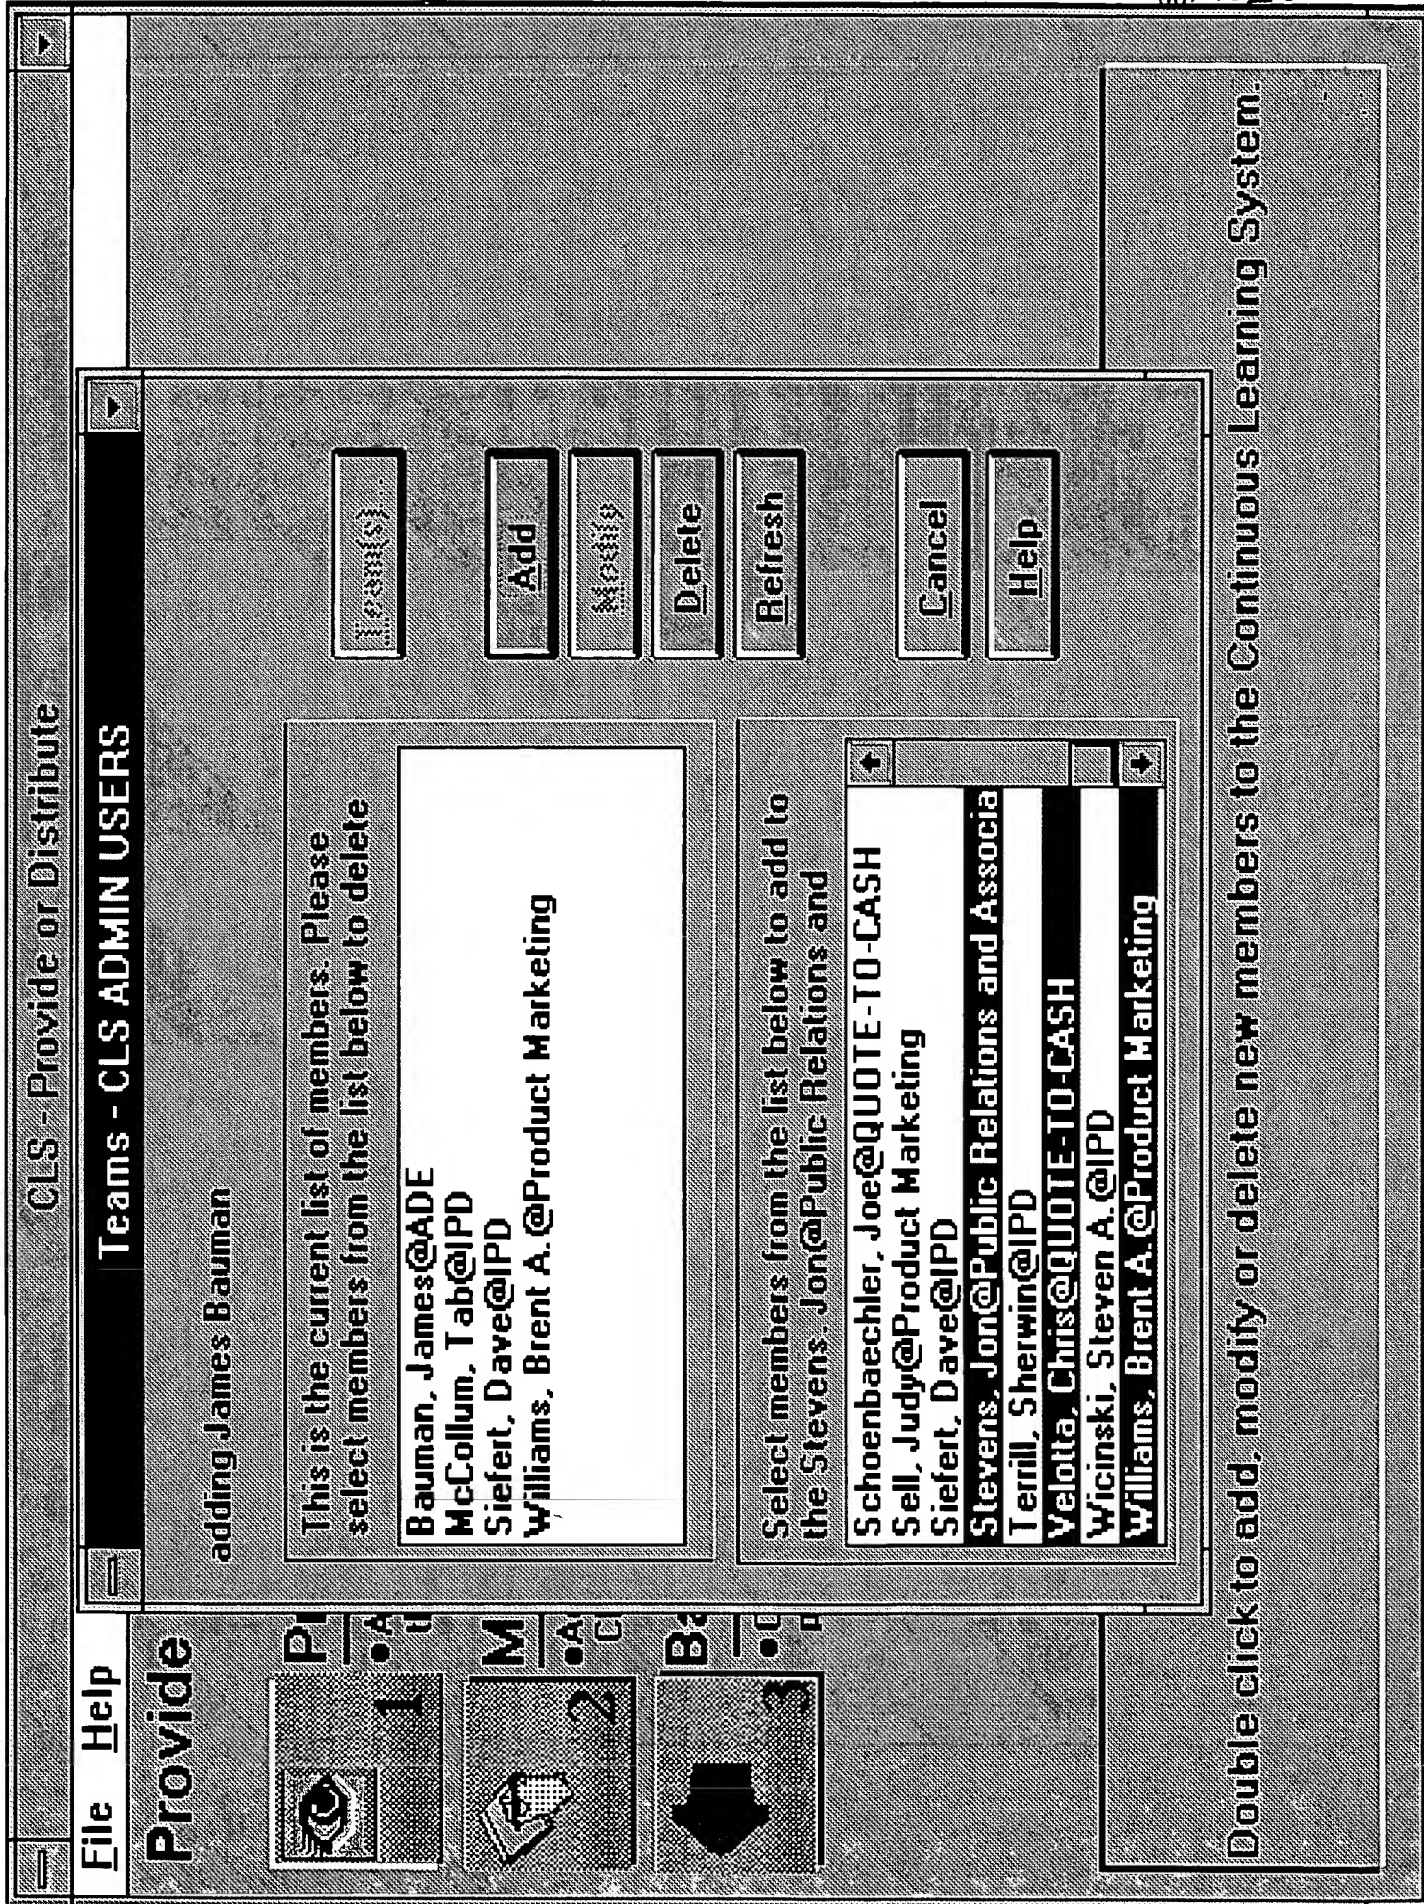 CLS - Provide or Distribute
File Help
Teams - CLS ADMIN USERS
Provide
adding James Bauman
This is the current list of members. Please
select members from the list below to delete
Bauman, James@ADE
McCollum, Tab@IPD
Siefert, Dave@IPD
Williams, Brent A.@Product Marketing
Team(s)...
Add
Modify
Delete
Refresh
Cancel
Help
Select members from the list below to add to
the Stevens, Jon@Public Relations and
Schoenbaechler, Joe@QUOTE-TO-CASH
Sell, Judy@Product Marketing
Siefert, Dave@IPD
Stevens, Jon@Public Relations and Associa
Terrill, Sherwin@IPD
Velotta, Chris@QUOTE-TO-CASH
Wicinski, Steven A.@IPD
Williams, Brent A.@Product Marketing
1
M
2
Ba
3
Double click to add, modify or delete new members to the Continuous Learning System.